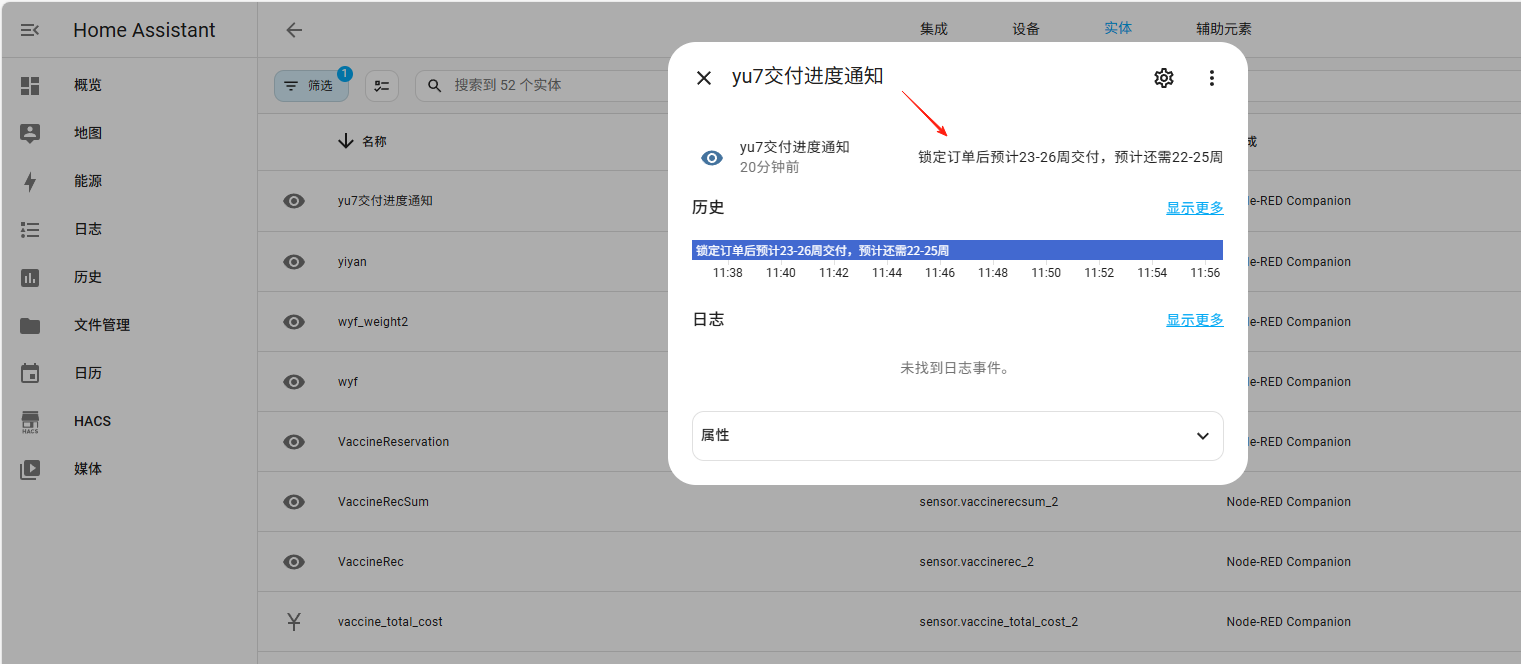 Home Assistant
概览
地图
能源
日志
历史
文件管理
日历
HACS
HACS
媒体
集成
设备
实体
辅助元素
筛选
1
搜索到 52 个实体
名称
成
yu7交付进度通知
de-RED Companion
yiyan
de-RED Companion
wyf_weight2
de-RED Companion
wyf
de-RED Companion
VaccineReservation
de-RED Companion
VaccineRecSum
sensor.vaccinerecsum_2
Node-RED Companion
VaccineRec
sensor.vaccinerec_2
Node-RED Companion
vaccine_total_cost
sensor.vaccine_total_cost_2
Node-RED Companion
yu7交付进度通知
yu7交付进度通知
20分钟前
锁定订单后预计23-26周交付，预计还需22-25周
历史
显示更多
锁定订单后预计23-26周交付，预计还需22-25周
11:38 11:40 11:42 11:44 11:46 11:48 11:50 11:52 11:54 11:56
日志
显示更多
未找到日志事件。
属性